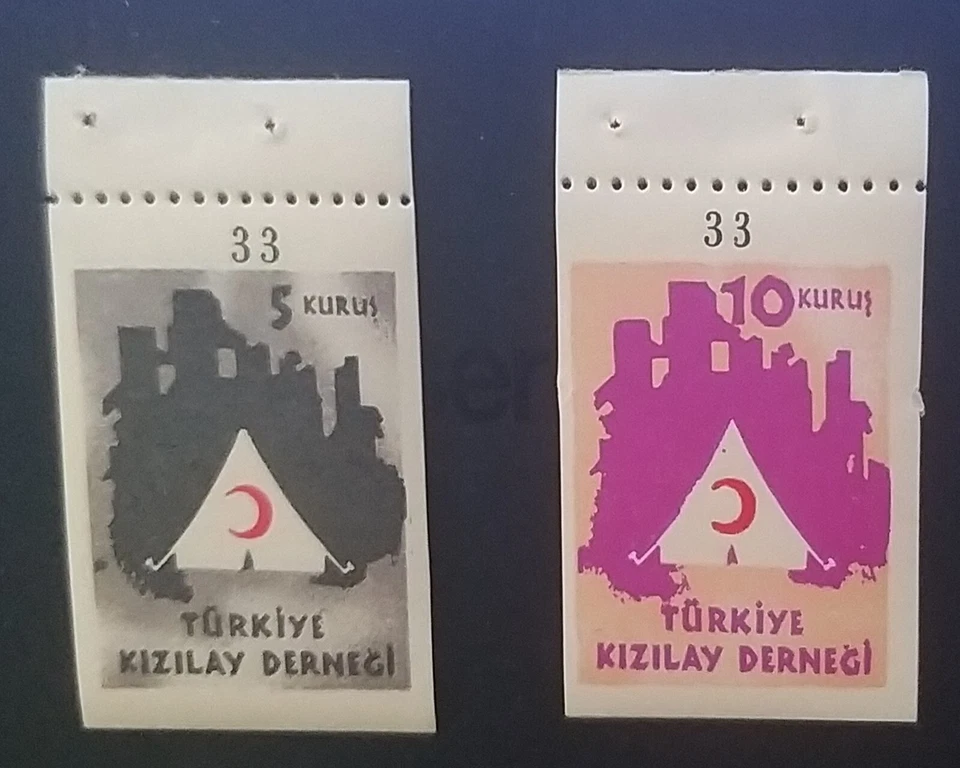 33
5 KURUŞ
TÜRKİYE
KIZILAY DERNEĞİ
33
10 KURUŞ
TÜRKİYE
KIZILAY DERNEĞİ